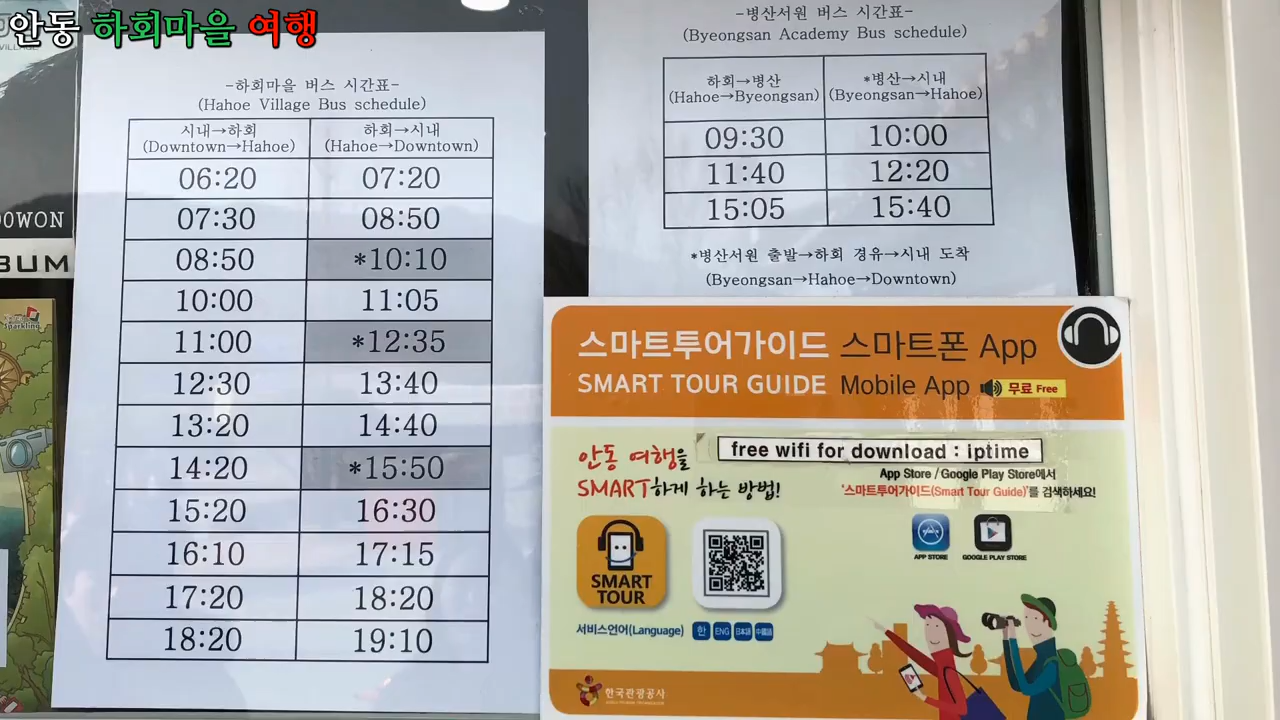 안동 하회마을 여행
-하회마을 버스 시간표-
(Hahoe Village Bus schedule)
시내→하회 하회→시내
(Downtown→Hahoe) (Hahoe→Downtown)
06:20 07:20
07:30 08:50
08:50 *10:10
10:00 11:05
11:00 *12:35
12:30 13:40
13:20 14:40
14:20 *15:50
15:20 16:30
16:10 17:15
17:20 18:20
18:20 19:10
-병산서원 버스 시간표-
(Byeongsan Academy Bus schedule)
하회→병산 *병산→시내
(Hahoe→Byeongsan) (Byeongsan→Hahoe)
09:30 10:00
11:40 12:20
15:05 15:40
*병산서원 출발→하회 경유→시내 도착
(Byeongsan→Hahoe→Downtown)
스마트투어가이드 스마트폰 App
SMART TOUR GUIDE Mobile App 무료 Free
안동 여행을
SMART하게 하는 방법!
free wifi for download : iptime
App Store / Google Play Store에서
'스마트투어가이드(Smart Tour Guide)'를 검색하세요!
SMART
TOUR
APP STORE GOOGLE PLAY STORE
서비스언어(Language) 한 ENG 日本語 中國語
한국관광공사
OOWON
BUM
Sparkling